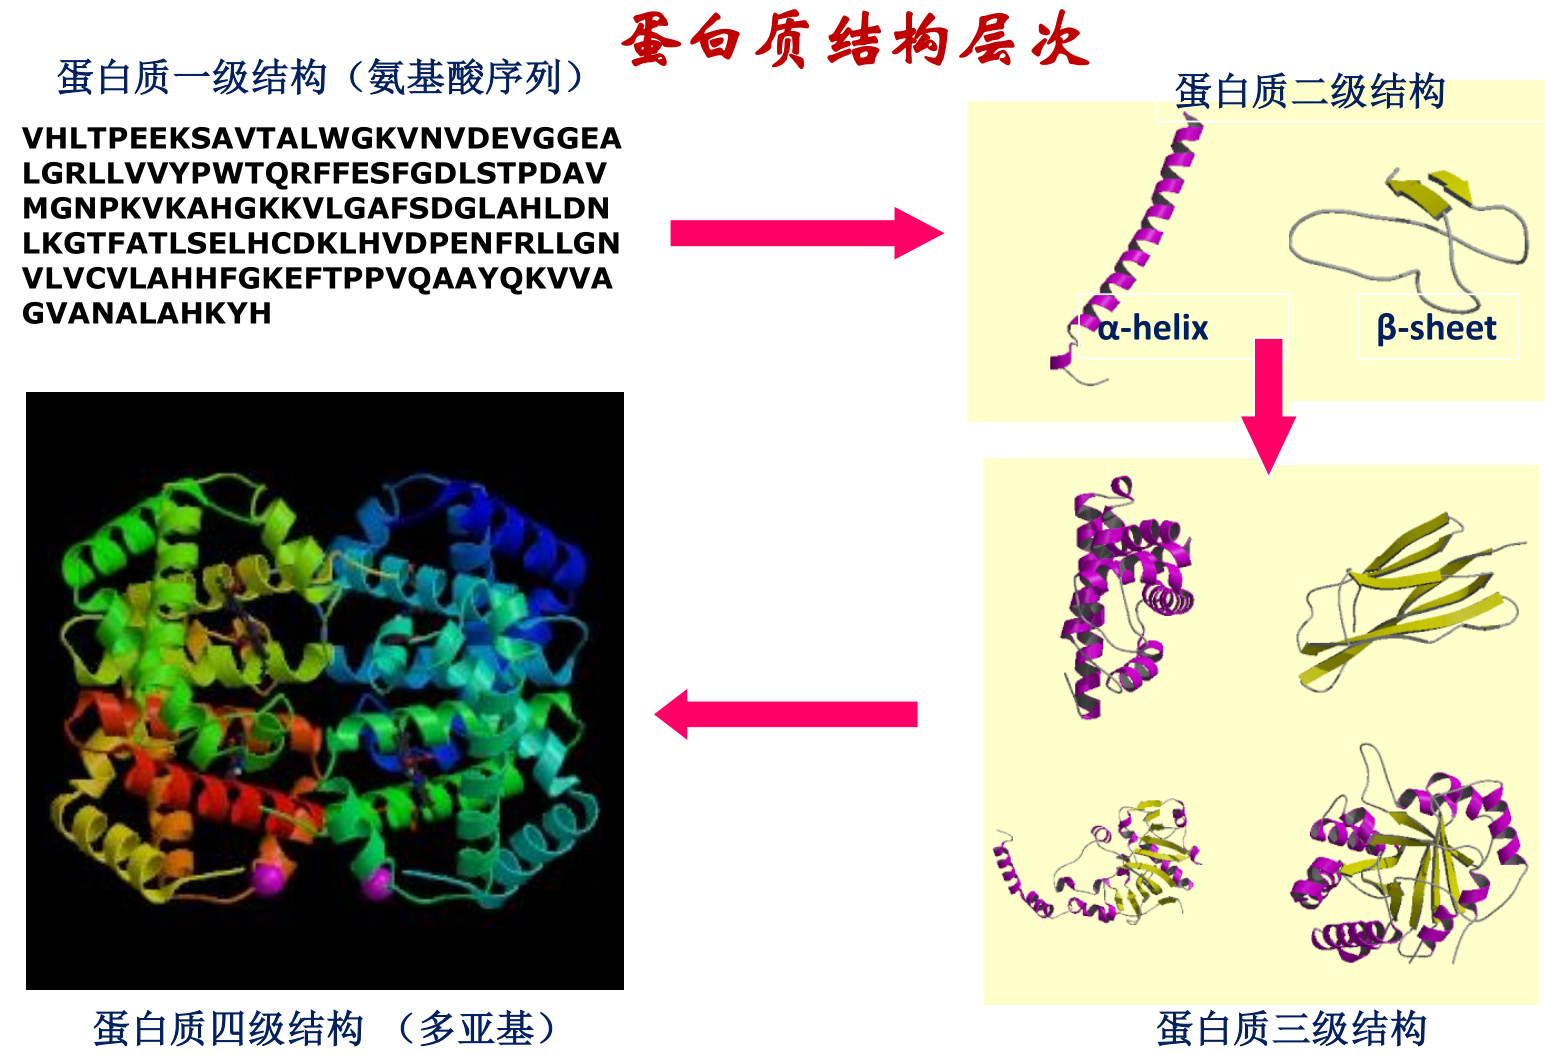 蛋白质结构层次
蛋白质一级结构（氨基酸序列）
VHLTPEEKSAVTALWGKVNVDEVGGEA
LGRLLVVYPWTQRFFESFGDLSTPDAV
MGNPKVKAHGKKVLGAFSDGLAHLDN
LKGTFATLSELHCDKLHVDPENFRLLGN
VLVCVLAHHFGKEFTPPVQAAYQKVVA
GVANALAHKYH
蛋白质二级结构
α-helix
β-sheet
蛋白质四级结构 （多亚基）
蛋白质三级结构